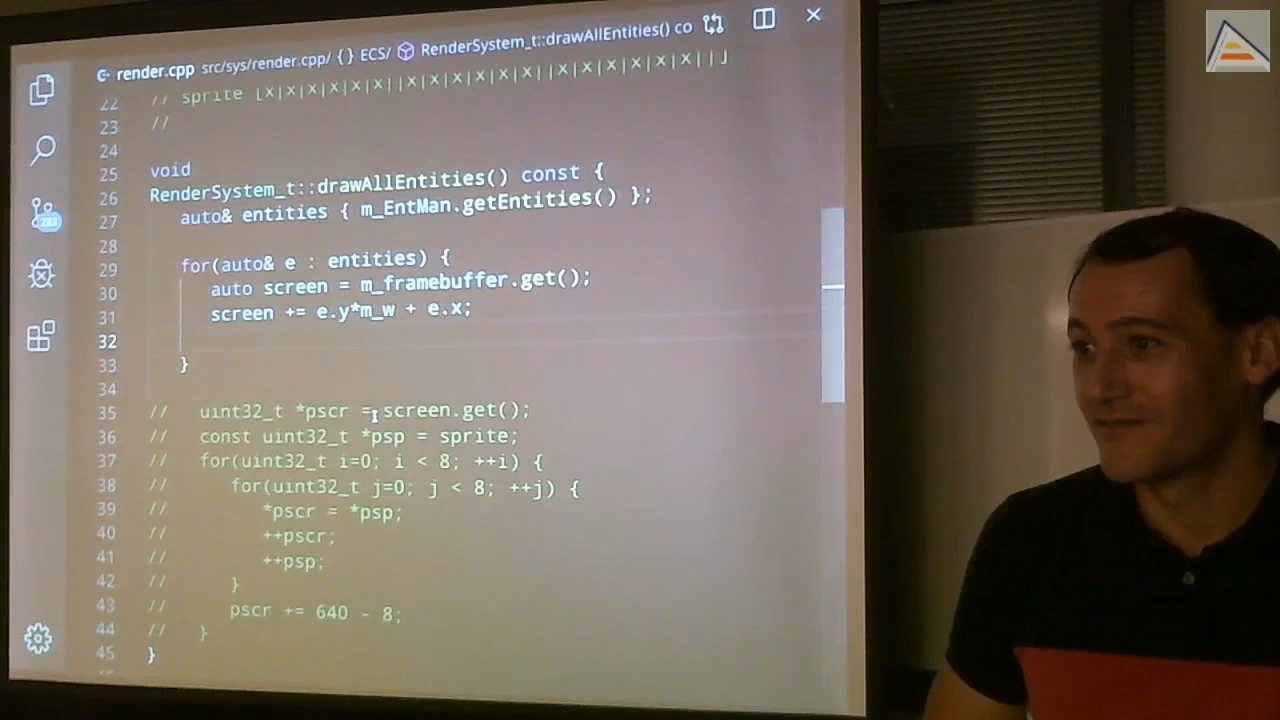 render.cpp src/sys/render.cpp/ {} ECS/ RenderSystem_t::drawAllEntities() co
22 // sprite [x|x|x|x|x|x||x|x|x|x|x|x||x|x|x|x|x|x||]
23 //
24
25 void
26 RenderSystem_t::drawAllEntities() const {
27 auto& entities { m_EntMan.getEntities() };
28
29 for(auto& e : entities) {
30 auto screen = m_framebuffer.get();
31 screen += e.y*m_w + e.x;
32
33 }
34
35 // uint32_t *pscr = screen.get();
36 // const uint32_t *psp = sprite;
37 // for(uint32_t i=0; i < 8; ++i) {
38 // for(uint32_t j=0; j < 8; ++j) {
39 // *pscr = *psp;
40 // ++pscr;
41 // ++psp;
42 // }
43 // pscr += 640 - 8;
44 // }
45 }